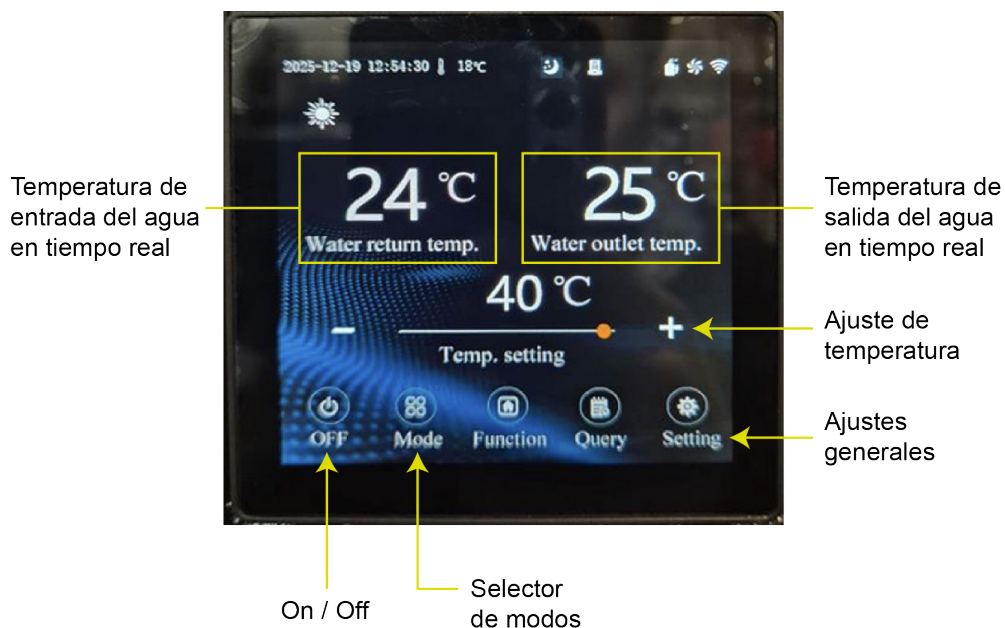 2025-12-19 12:54:30 18℃
24 ℃
Water return temp.
25 ℃
Water outlet temp.
40 ℃
Temp. setting
OFF
Mode
Function
Query
Setting
Temperatura de
entrada del agua
en tiempo real
Temperatura de
salida del agua
en tiempo real
Ajuste de
temperatura
Ajustes
generales
On / Off
Selector
de modos